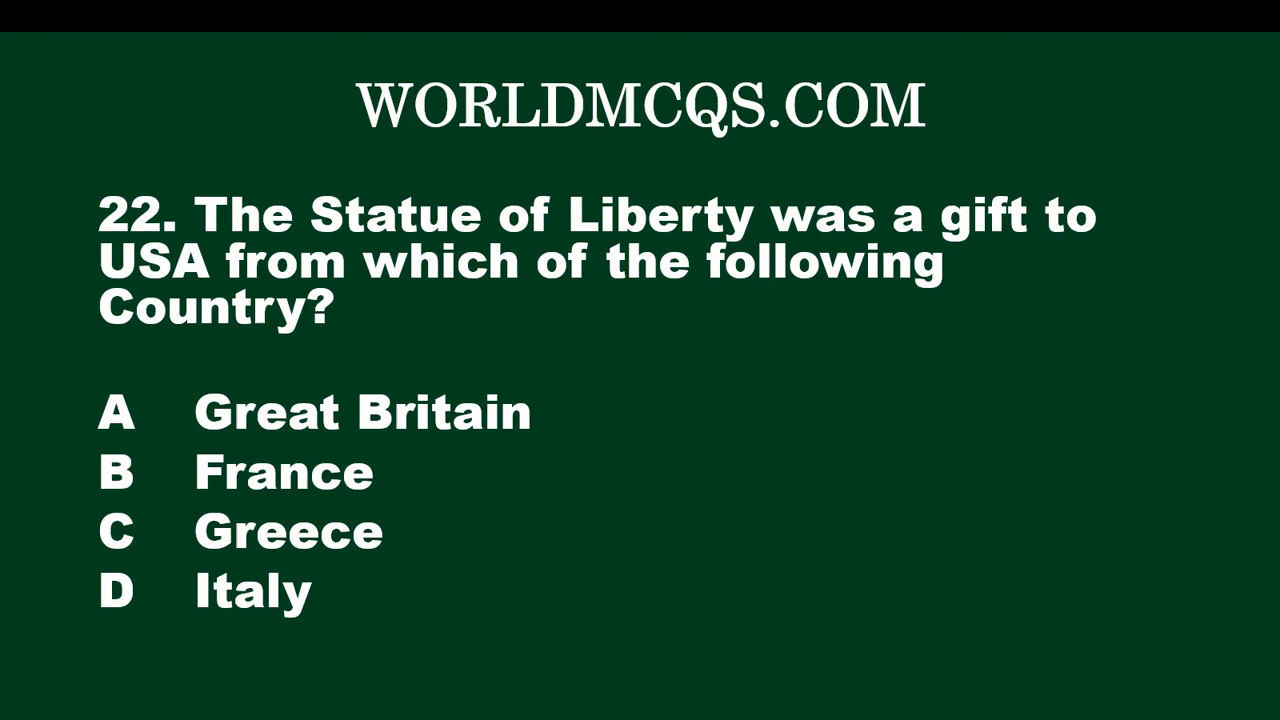 WORLDMCQS.COM
22. The Statue of Liberty was a gift to
USA from which of the following
Country?
A Great Britain
B France
C Greece
D Italy